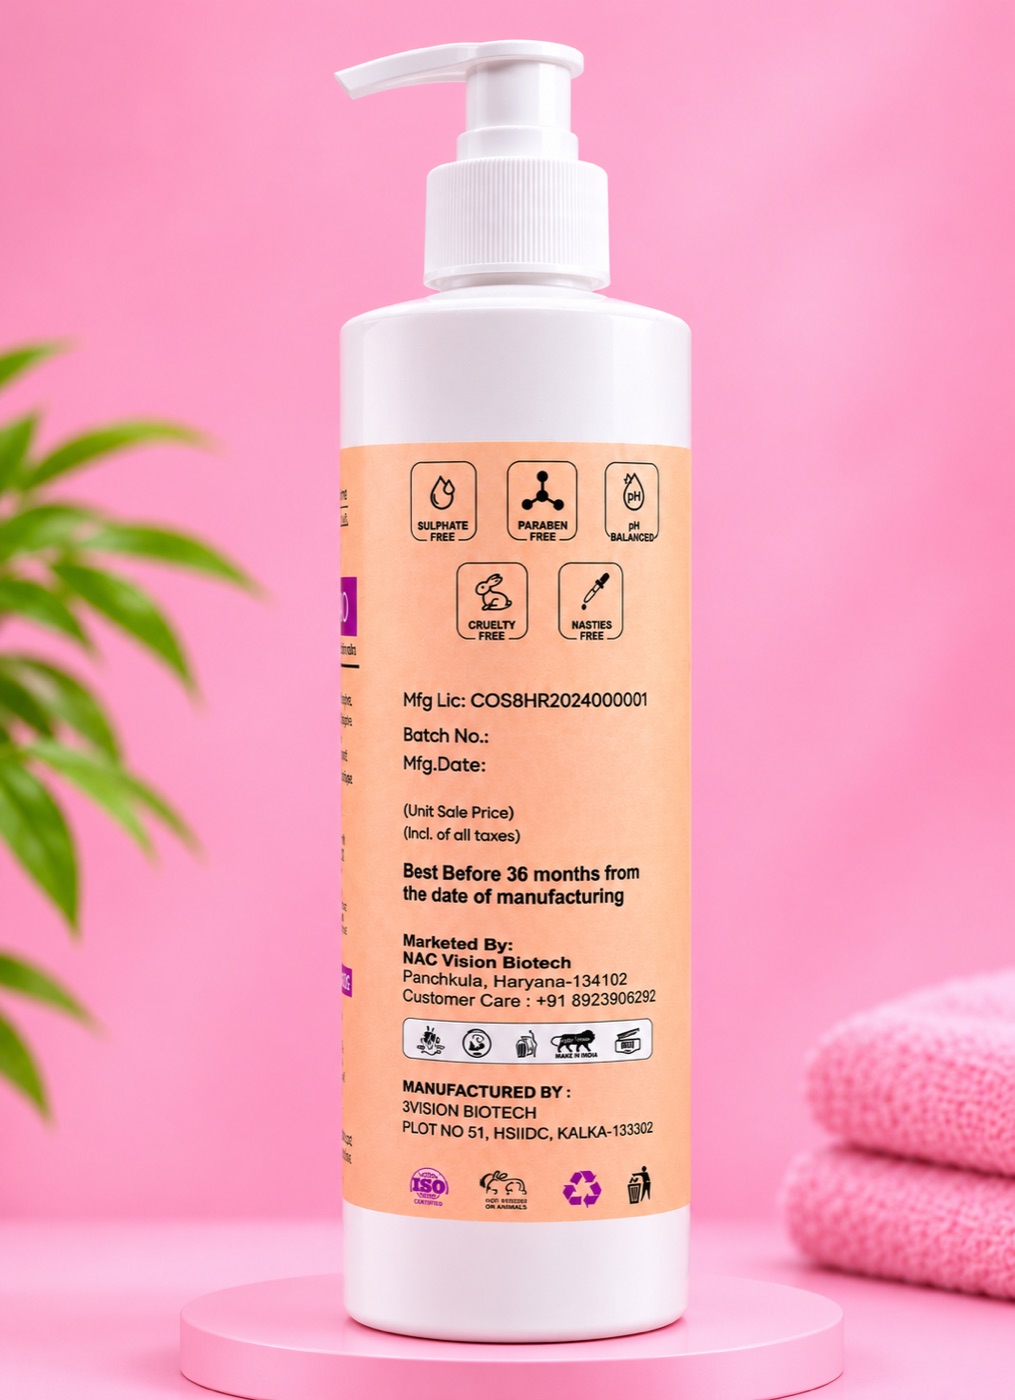 SULPHATE
FREE
PARABEN
FREE
pH
pH
BALANCED
CRUELTY
FREE
NASTIES
FREE
Mfg Lic: COS8HR2024000001
Batch No.:
Mfg.Date:
(Unit Sale Price)
(Incl. of all taxes)
Best Before 36 months from
the date of manufacturing
Marketed By:
NAC Vision Biotech
Panchkula, Haryana-134102
Customer Care : +91 8923906292
MAKE IN INDIA
MANUFACTURED BY :
3VISION BIOTECH
PLOT NO 51, HSIIDC, KALKA-133302
ISO
CERTIFIED
OR ANIMALS